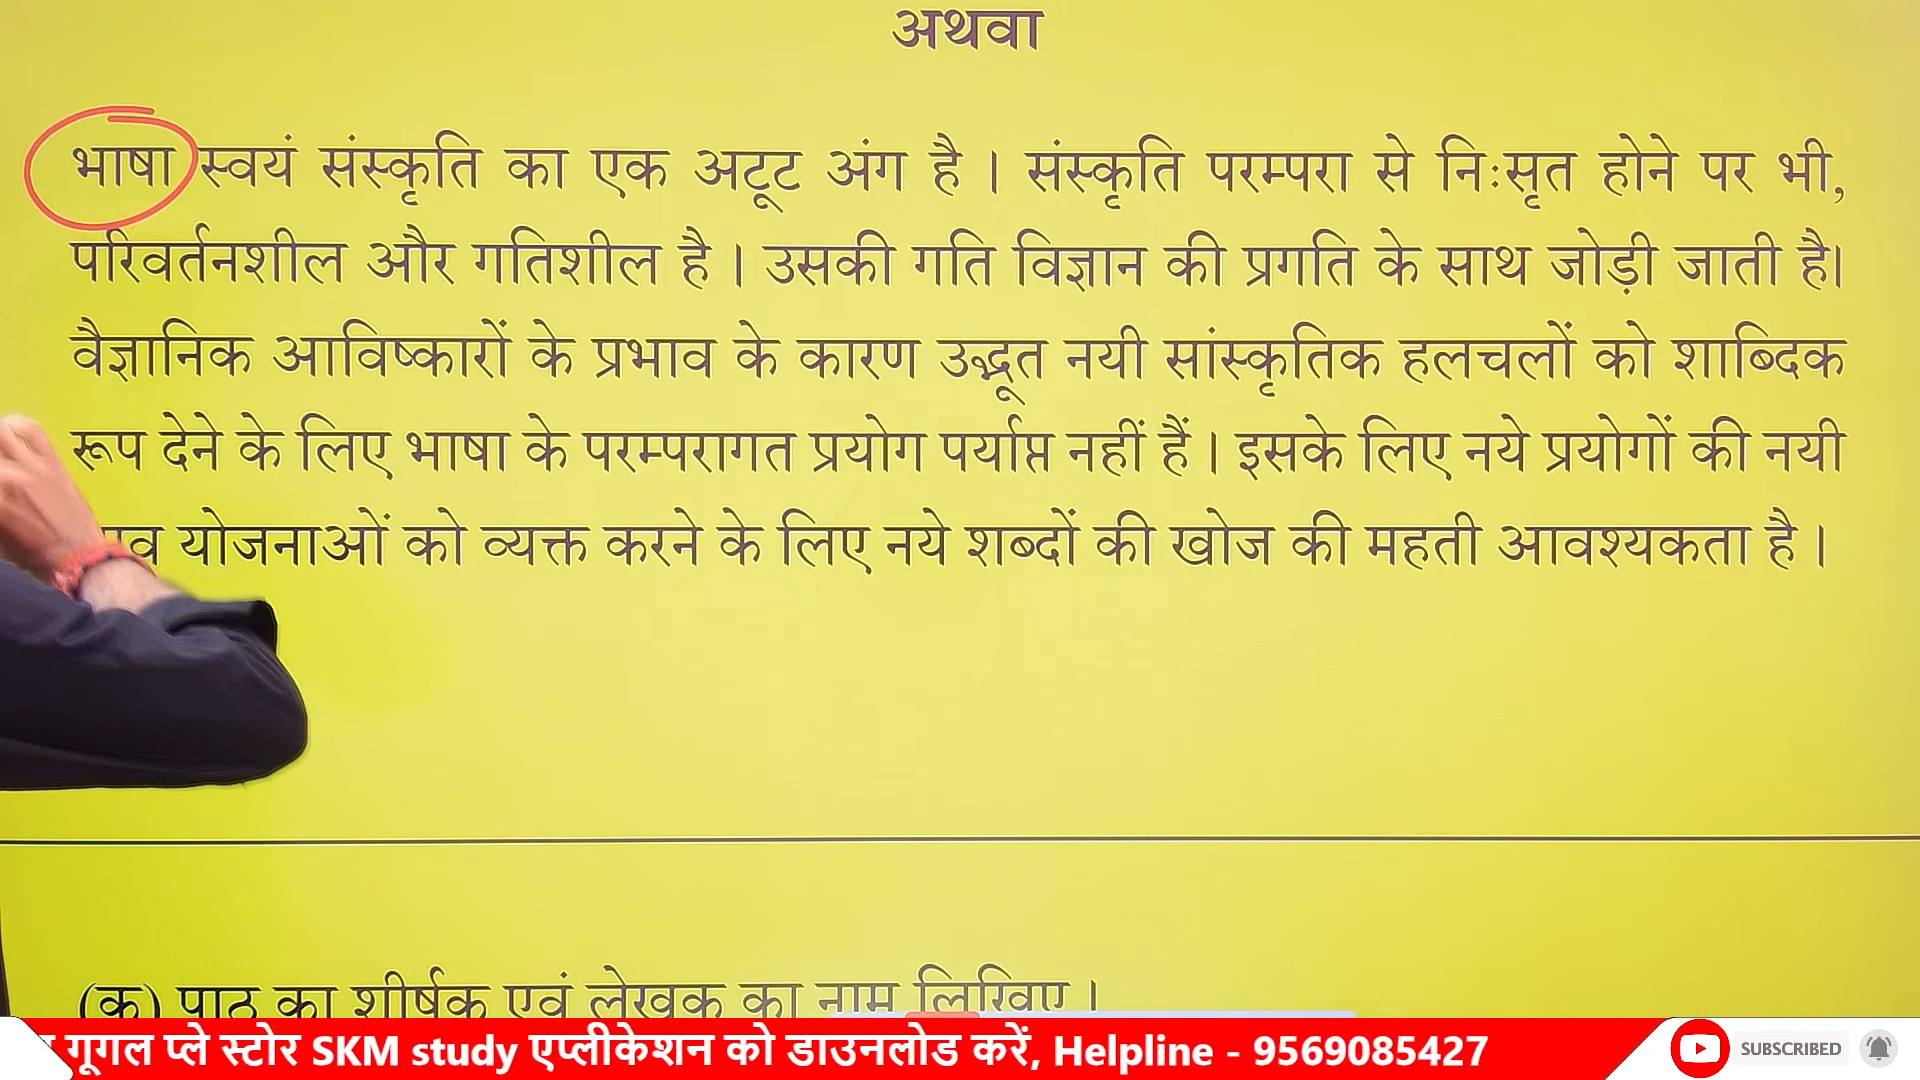 अथवा
भाषा स्वयं संस्कृति का एक अटूट अंग है । संस्कृति परम्परा से निःसृत होने पर भी,
परिवर्तनशील और गतिशील है । उसकी गति विज्ञान की प्रगति के साथ जोड़ी जाती है।
वैज्ञानिक आविष्कारों के प्रभाव के कारण उद्भूत नयी सांस्कृतिक हलचलों को शाब्दिक
रूप देने के लिए भाषा के परम्परागत प्रयोग पर्याप्त नहीं हैं । इसके लिए नये प्रयोगों की नयी
योजनाओं को व्यक्त करने के लिए नये शब्दों की खोज की महती आवश्यकता है ।
(क) पाठ का शीर्षक एवं लेखक का नाम लिखिए ।
गूगल प्ले स्टोर SKM study एप्लीकेशन को डाउनलोड करें, Helpline - 9569085427
SUBSCRIBED